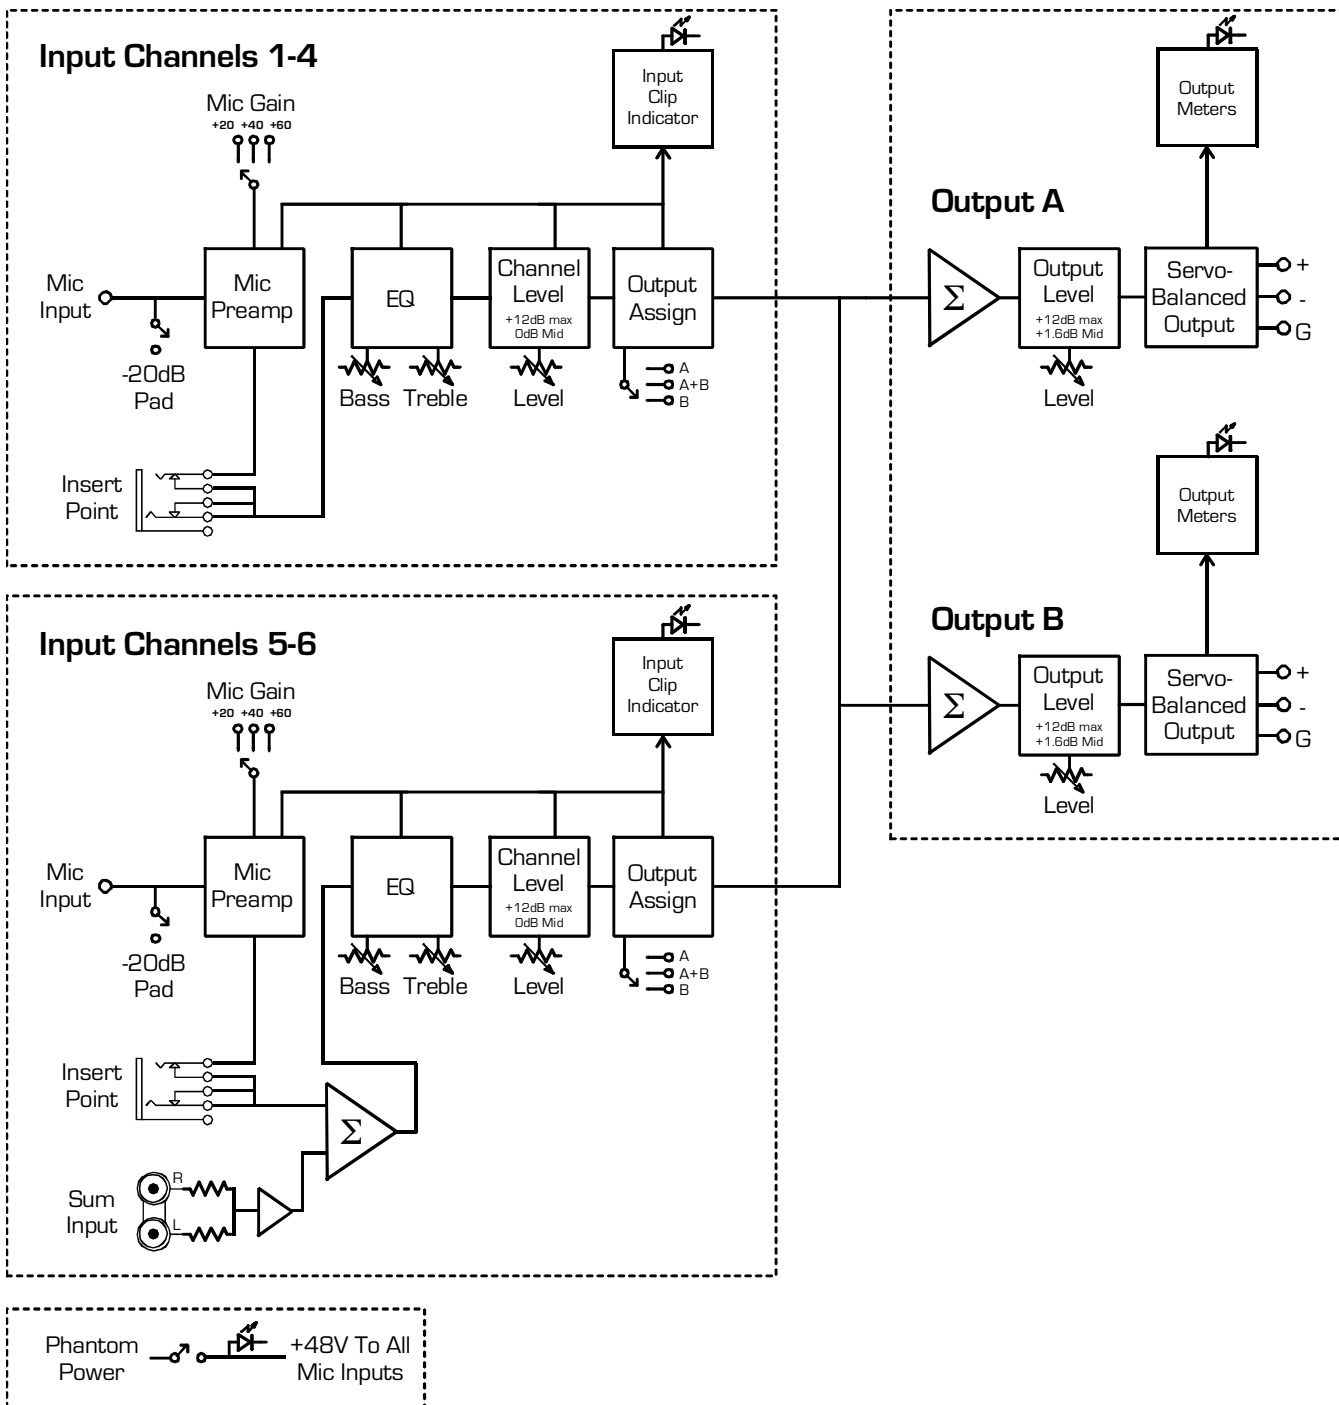 Input Channels 1-4
Input
Clip
Indicator
Mic Gain
+20 +40 +60
Mic
Input
Mic
Preamp
EQ
Channel
Level
+12dB max
0dB Mid
Output
Assign
-20dB
Pad
Bass
Treble
Level
A
A+B
B
Insert
Point
Output
Meters
Output A
Σ
Output
Level
+12dB max
+1.6dB Mid
Servo-
Balanced
Output
+
-
G
Level
Output
Meters
Output B
Σ
Output
Level
+12dB max
+1.6dB Mid
Servo-
Balanced
Output
+
-
G
Level
Input Channels 5-6
Input
Clip
Indicator
Mic Gain
+20 +40 +60
Mic
Input
Mic
Preamp
EQ
Channel
Level
+12dB max
0dB Mid
Output
Assign
-20dB
Pad
Bass
Treble
Level
A
A+B
B
Insert
Point
Σ
Sum
Input
R
L
Phantom
Power
+48V To All
Mic Inputs